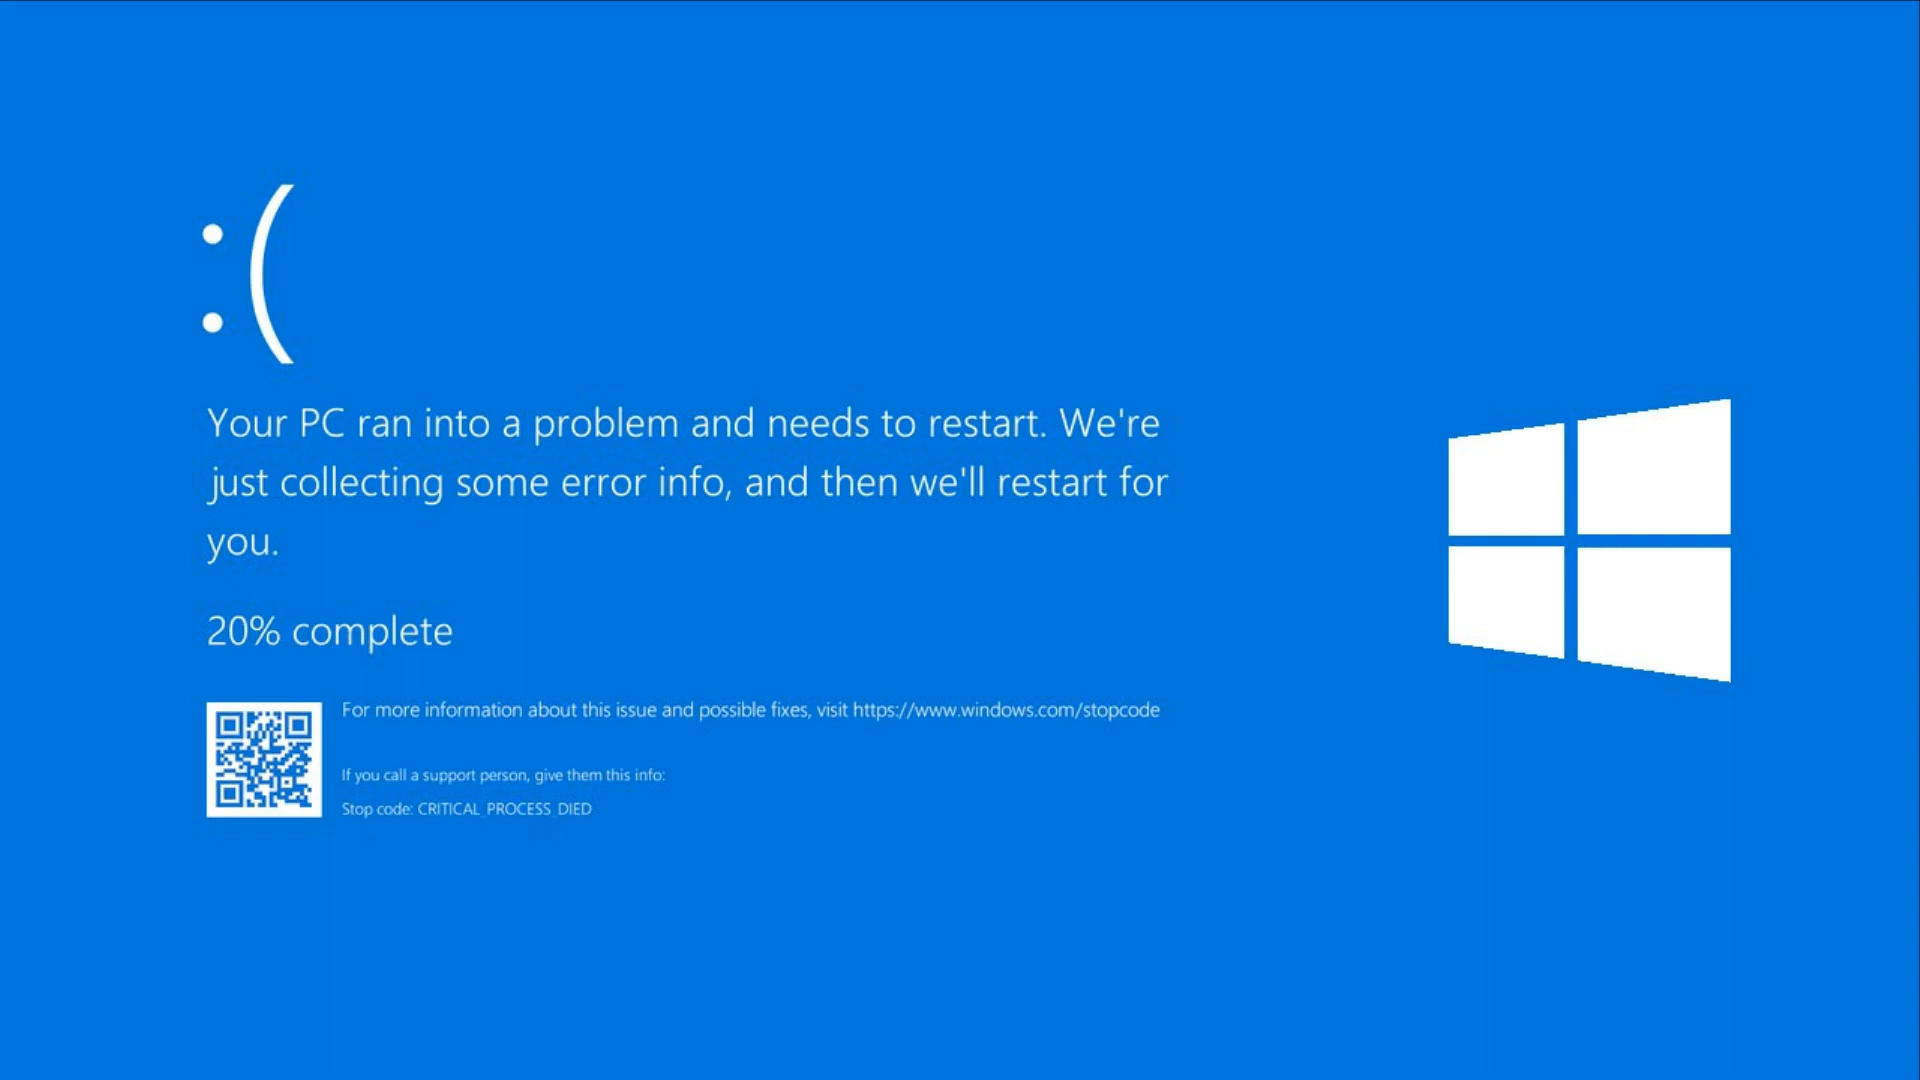 :(
Your PC ran into a problem and needs to restart. We're
just collecting some error info, and then we'll restart for
you.
20% complete
For more information about this issue and possible fixes, visit https://www.windows.com/stopcode
If you call a support person, give them this info:
Stop code: CRITICAL_PROCESS_DIED